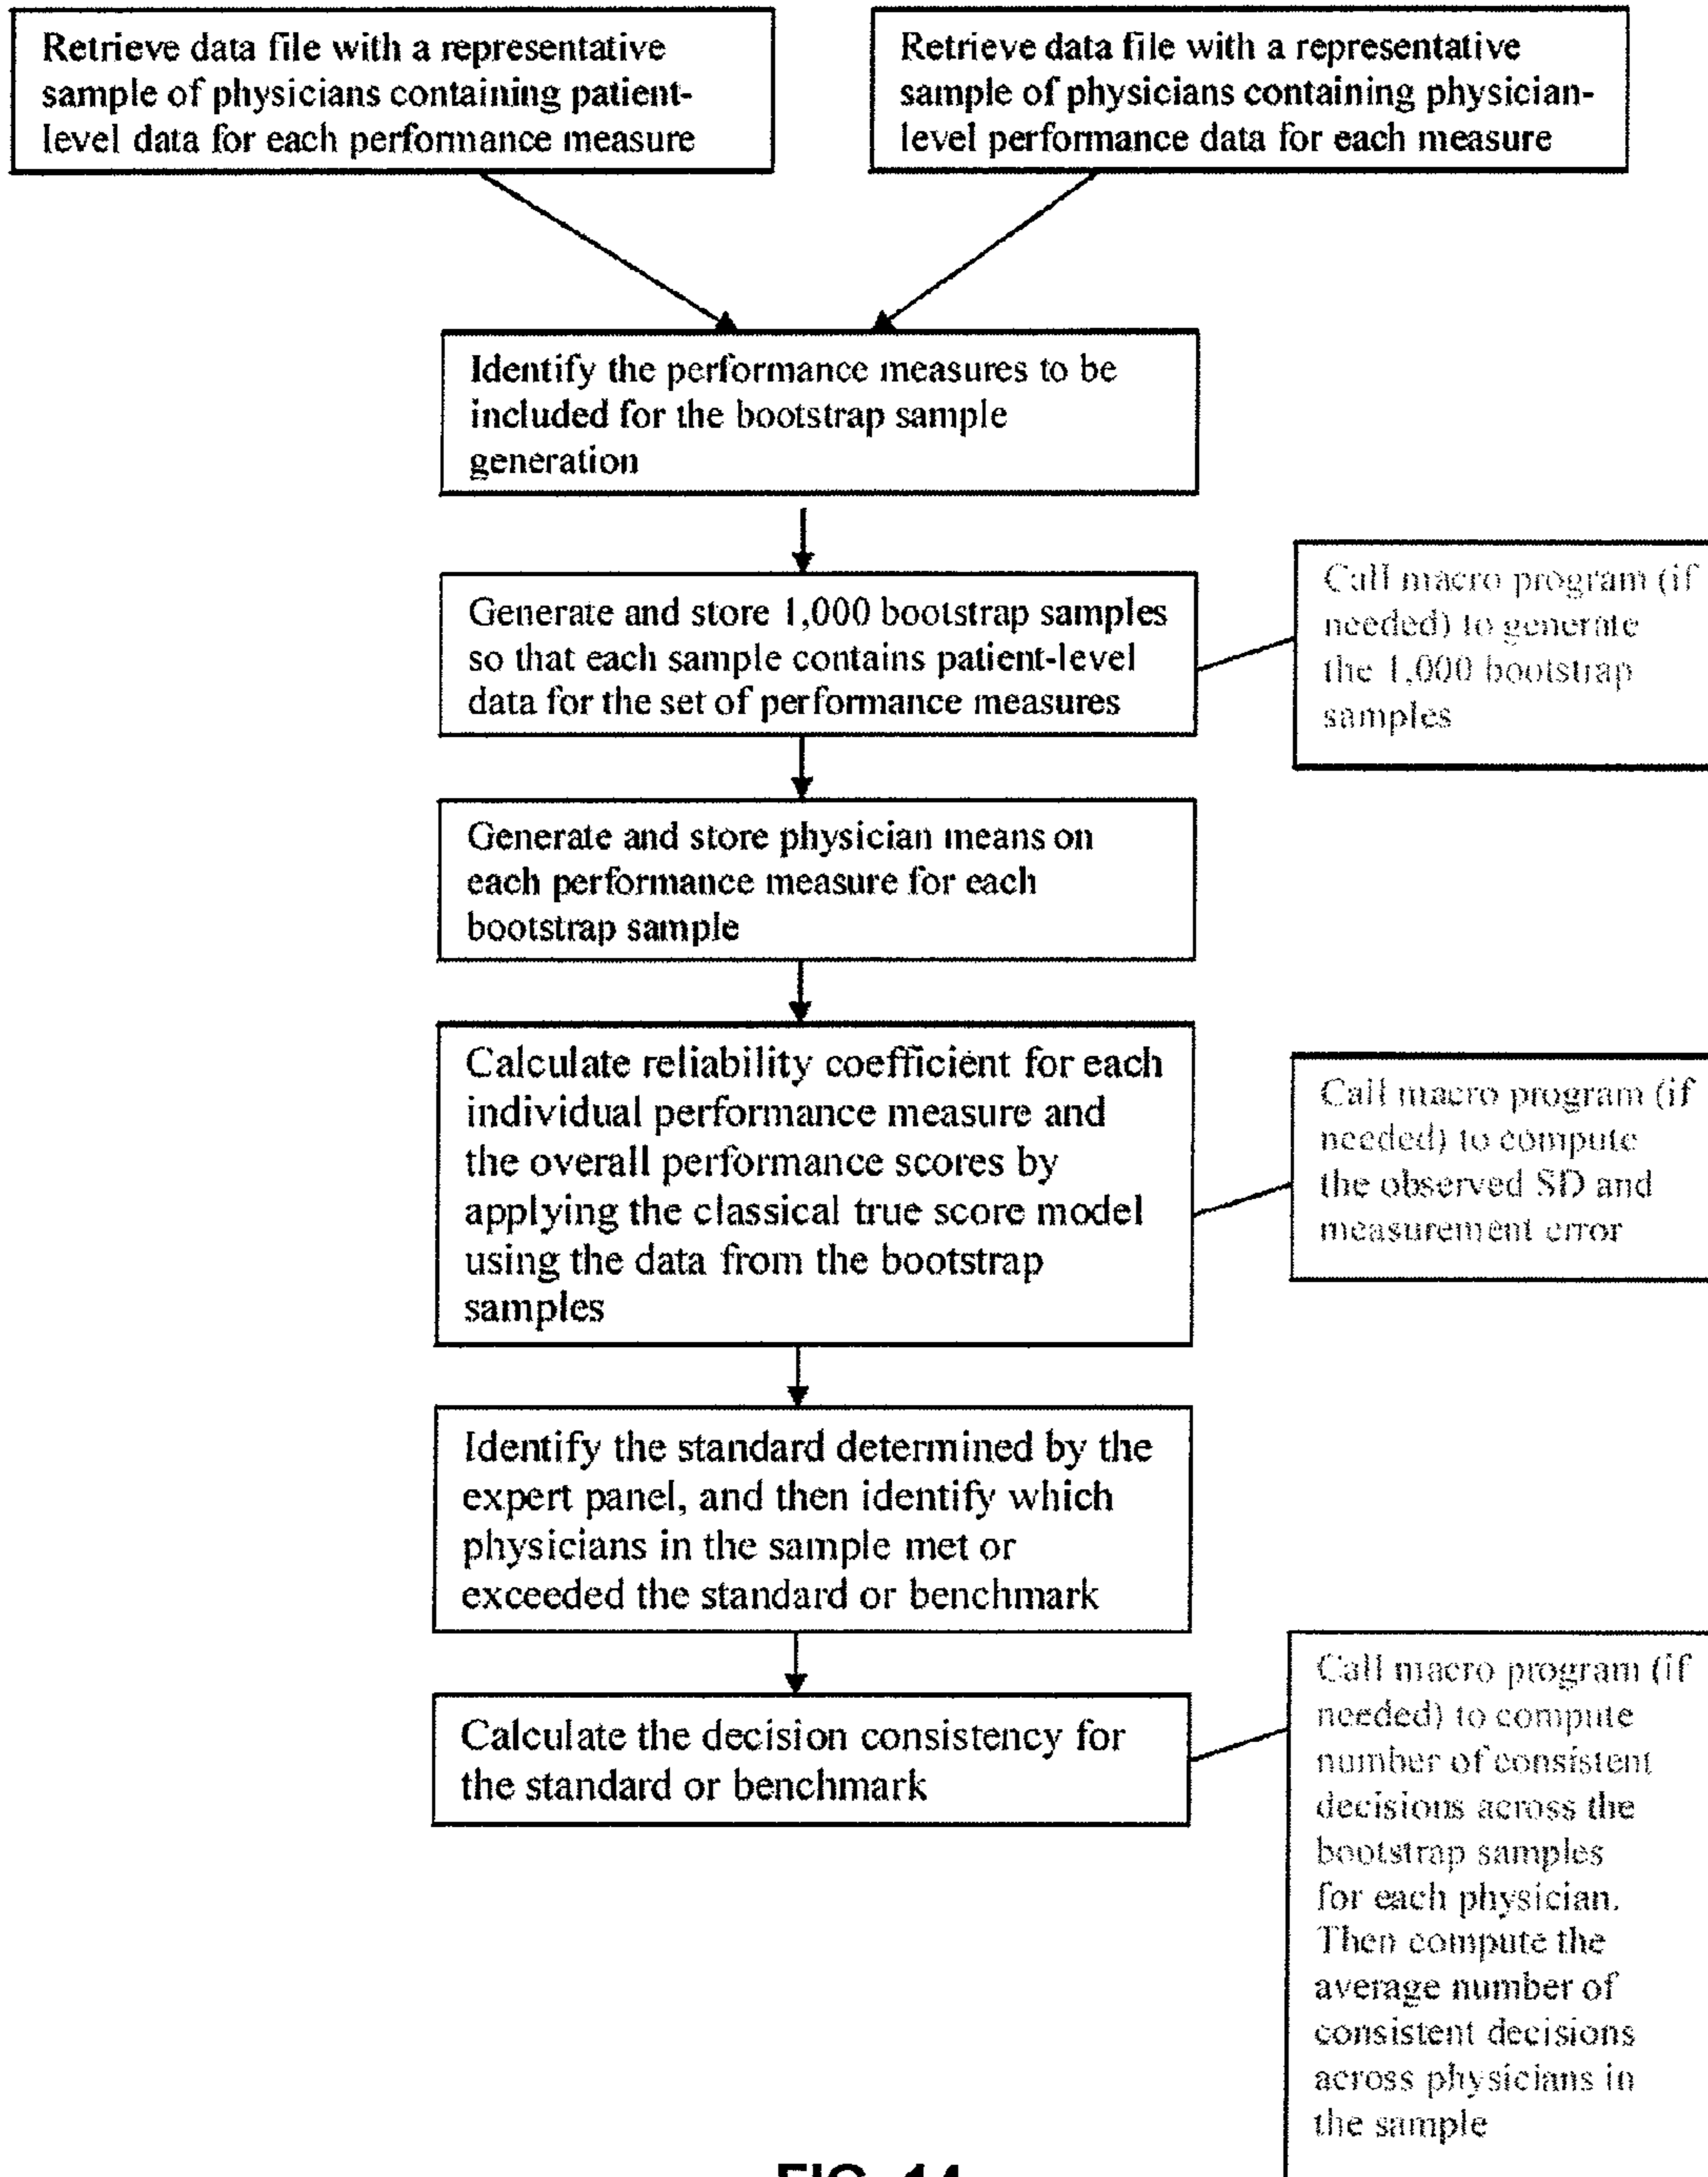 Retrieve data file with a representative
sample of physicians containing patient-
level data for each performance measure
Retrieve data file with a representative
sample of physicians containing physician-
level performance data for each measure
Identify the performance measures to be
included for the bootstrap sample
generation
Generate and store 1,000 bootstrap samples
so that each sample contains patient-level
data for the set of performance measures
Call macro program (if
needed) to generate
the 1,000 bootstrap
samples
Generate and store physician means on
each performance measure for each
bootstrap sample
Calculate reliability coefficient for each
individual performance measure and
the overall performance scores by
applying the classical true score model
using the data from the bootstrap
samples
Call macro program (if
needed) to compute
the observed SD and
measurement error
Identify the standard determined by the
expert panel, and then identify which
physicians in the sample met or
exceeded the standard or benchmark
Calculate the decision consistency for
the standard or benchmark
Call macro program (if
needed) to compute
number of consistent
decisions across the
bootstrap samples
for each physician.
Then compute the
average number of
consistent decisions
across physicians in
the sample
FIG. 14